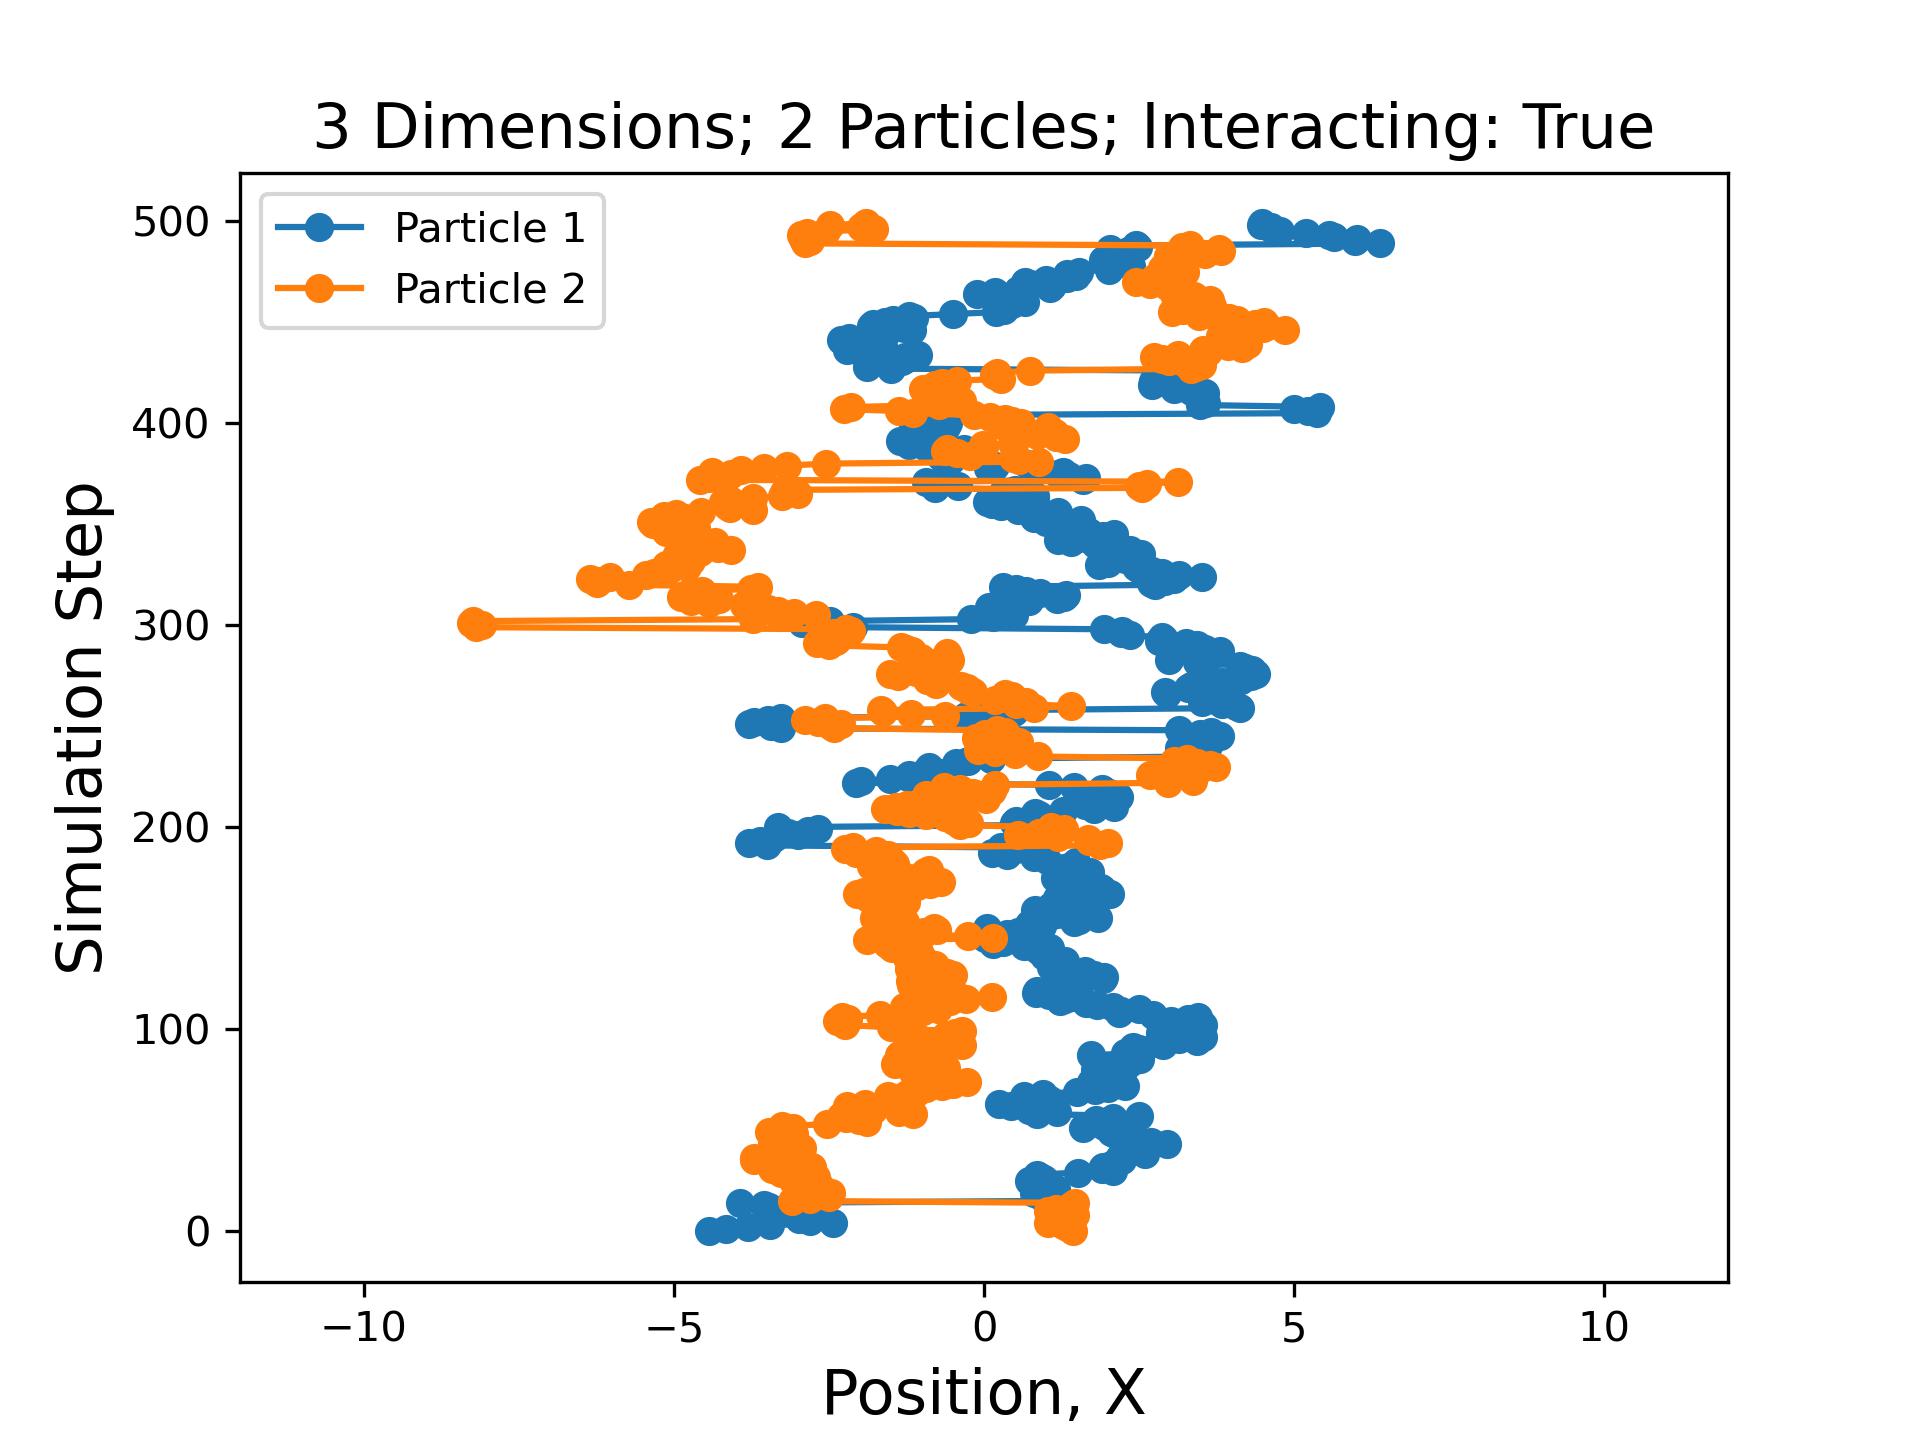 3 Dimensions; 2 Particles; Interacting: True
Particle 1
Particle 2
500
400
300
200
100
0
Simulation Step
−10
−5
0
5
10
Position, X